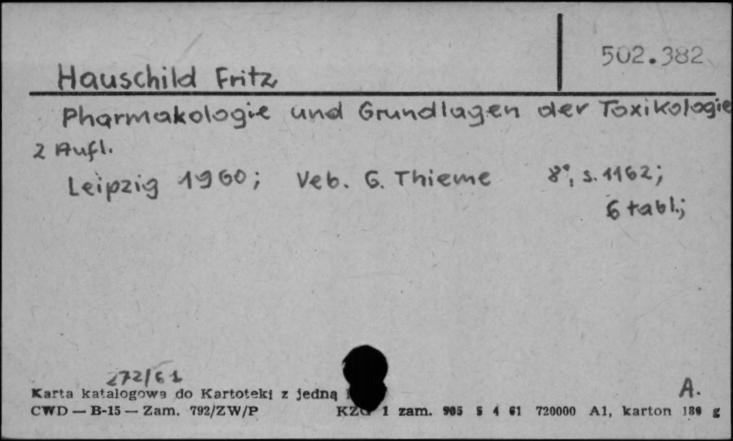 502.382
Hauschild Fritz
Pharmakologie und Grundlagen der Toxikologie
2 Aufl.
Leipzig 1960; Veb. G. Thieme 8°, s. 1162;
6 tabl.;
272/61
A.
Karta katalogowa do Kartoteki z jedną
CWD — B-15 — Zam. 792/ZW/P KZG 1 zam. 905 5 4 61 720000 A1, karton 180 g